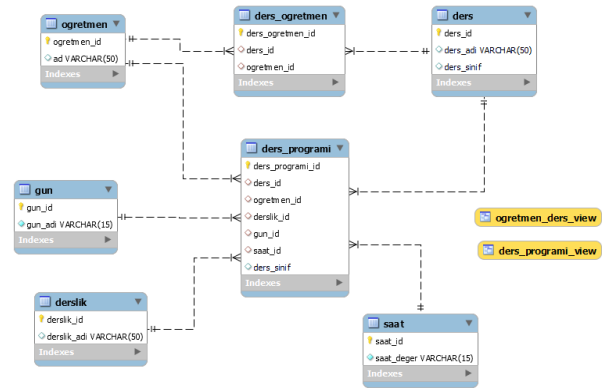 ogretmen
ogretmen_id
ad VARCHAR(50)
Indexes
ders_ogretmen
ders_ogretmen_id
ders_id
ogretmen_id
Indexes
ders
ders_id
ders_adi VARCHAR(50)
ders_sinif
Indexes
ders_programi
ders_programi_id
ders_id
ogretmen_id
derslik_id
gun_id
saat_id
ders_sinif
Indexes
gun
gun_id
gun_adi VARCHAR(15)
Indexes
ogretmen_ders_view
ders_programi_view
derslik
derslik_id
derslik_adi VARCHAR(50)
Indexes
saat
saat_id
saat_deger VARCHAR(15)
Indexes